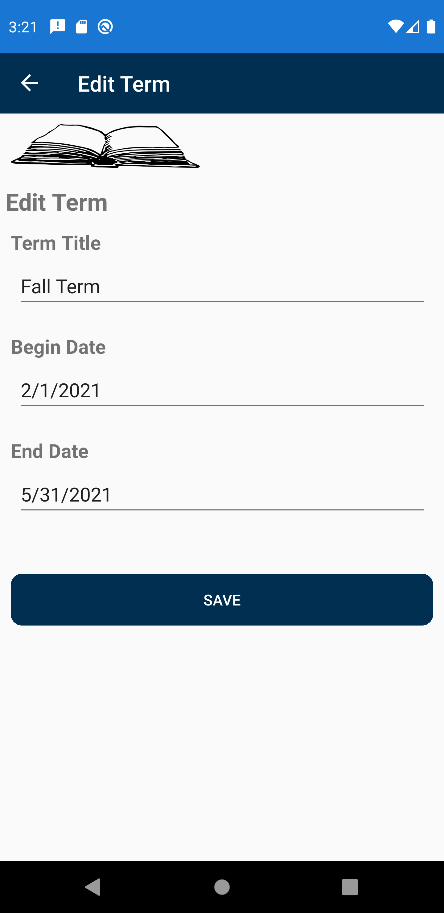 3:21
Edit Term
Edit Term
Term Title
Fall Term
Begin Date
2/1/2021
End Date
5/31/2021
SAVE